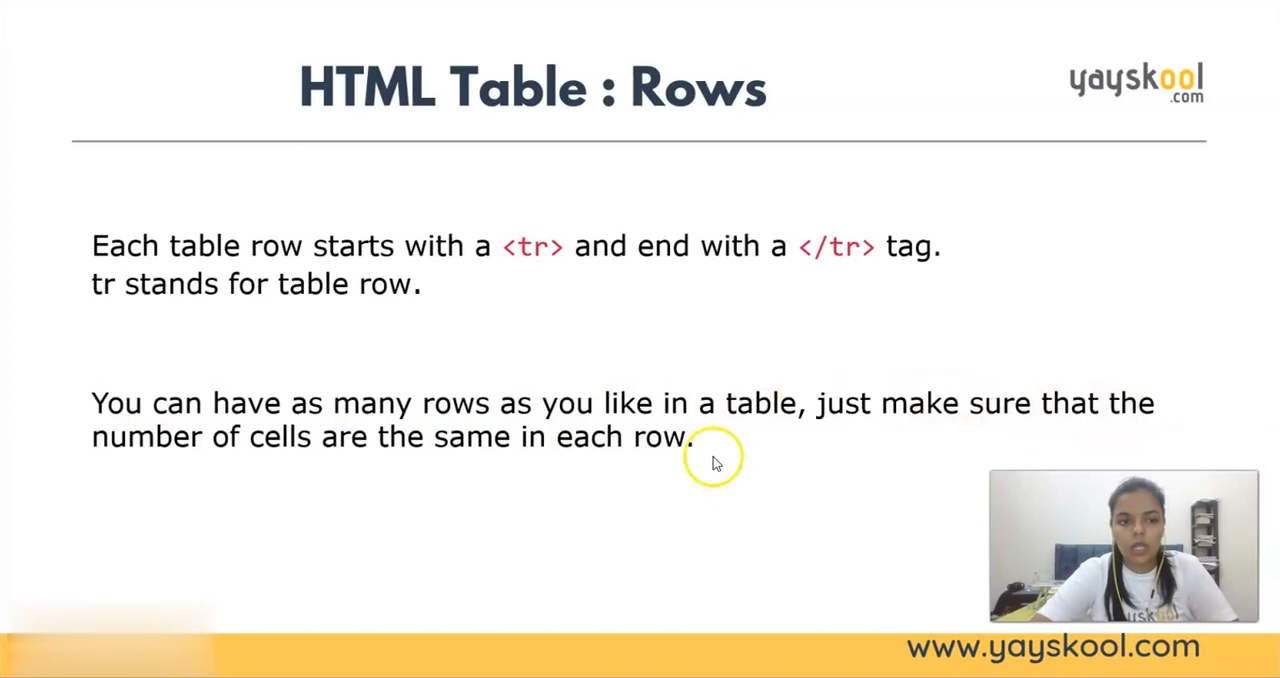 HTML Table : Rows
yayskool
.com
Each table row starts with a <tr> and end with a </tr> tag.
tr stands for table row.
You can have as many rows as you like in a table, just make sure that the
number of cells are the same in each row.
yayskool
www.yayskool.com